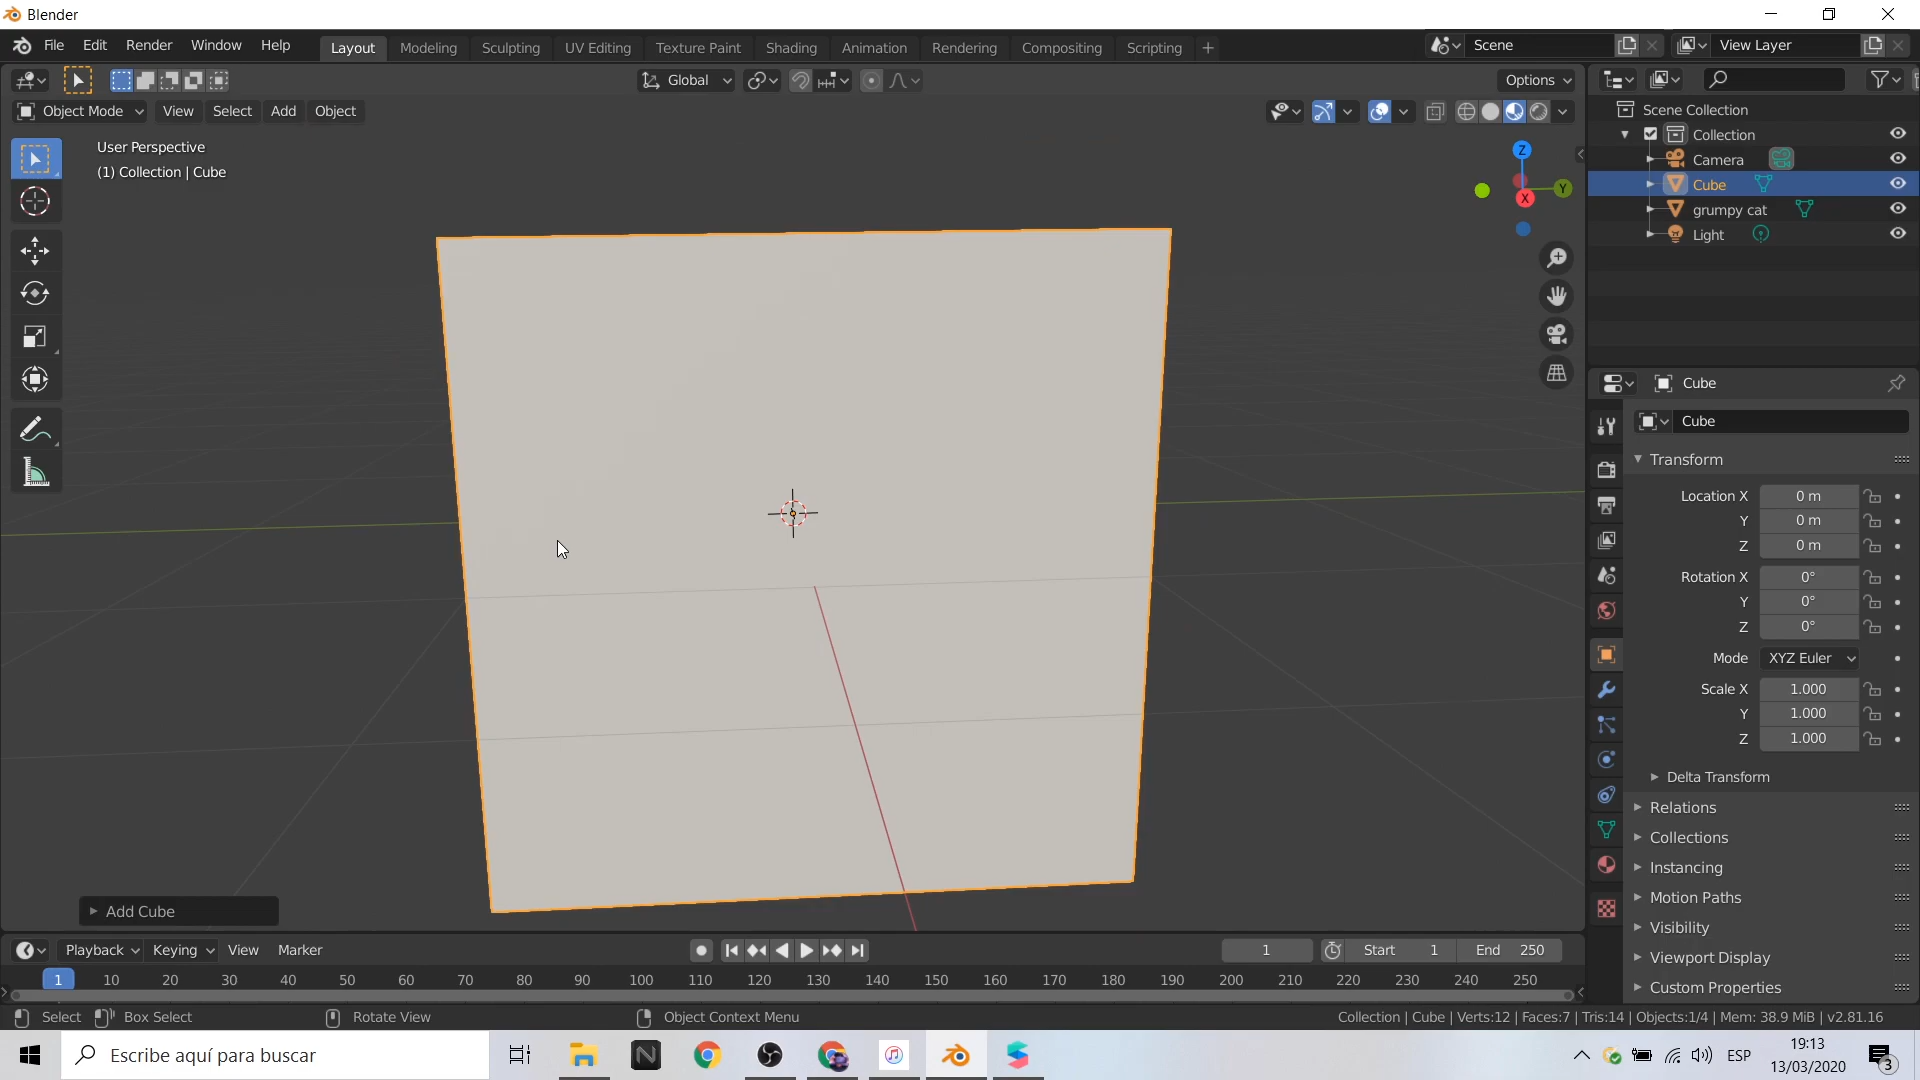 Blender
File Edit Render Window Help Layout Modeling Sculpting UV Editing Texture Paint Shading Animation Rendering Compositing Scripting + Scene View Layer
Global Options
Object Mode View Select Add Object
User Perspective
(1) Collection | Cube
Z
Y
X
Scene Collection
Collection
Camera
Cube
grumpy cat
Light
Cube
Cube
Transform
Location X 0 m
Y 0 m
Z 0 m
Rotation X 0°
Y 0°
Z 0°
Mode XYZ Euler
Scale X 1.000
Y 1.000
Z 1.000
Delta Transform
Relations
Collections
Instancing
Motion Paths
Visibility
Viewport Display
Custom Properties
Add Cube
Playback Keying View Marker 1 Start 1 End 250
1 10 20 30 40 50 60 70 80 90 100 110 120 130 140 150 160 170 180 190 200 210 220 230 240 250
Select Box Select Rotate View Object Context Menu Collection | Cube | Verts:12 | Faces:7 | Tris:14 | Objects:1/4 | Mem: 38.9 MiB | v2.81.16
Escribe aquí para buscar
ESP
19:13
13/03/2020
3